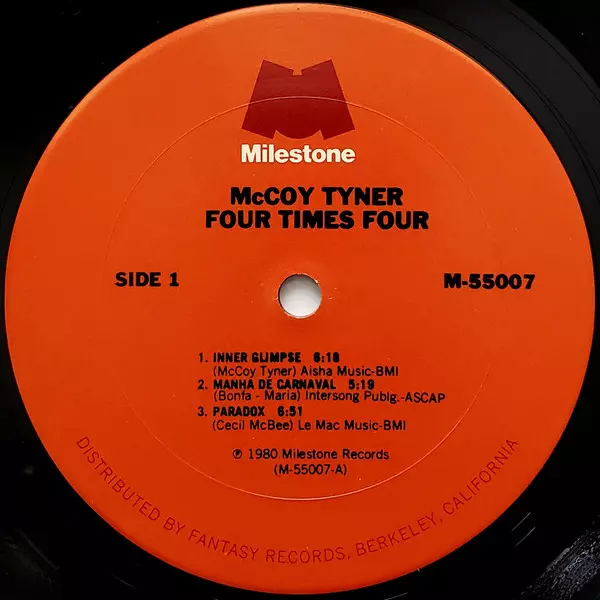 Milestone
McCOY TYNER
FOUR TIMES FOUR
SIDE 1
M-55007
1. INNER GLIMPSE 6:18
(McCoy Tyner) Aisha Music-BMI
2. MANHA DE CARNAVAL 5:19
(Bonfa - Maria) Intersong Publg.-ASCAP
3. PARADOX 6:51
(Cecil McBee) Le Mac Music-BMI
℗ 1980 Milestone Records
(M-55007-A)
DISTRIBUTED BY FANTASY RECORDS, BERKELEY, CALIFORNIA